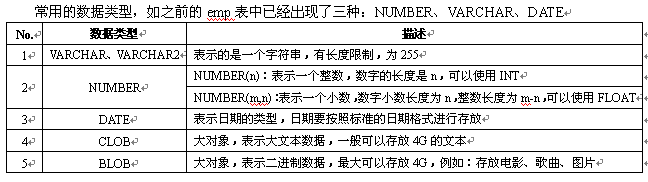 常用的数据类型，如之前的 emp 表中已经出现了三种：NUMBER、VARCHAR、DATE
No. 数据类型 描述
1 VARCHAR、VARCHAR2 表示的是一个字符串，有长度限制，为 255
2 NUMBER NUMBER(n)：表示一个整数，数字的长度是 n，可以使用 INT
NUMBER(m,n)：表示一个小数，数字小数长度为 n，整数长度为 m-n，可以使用 FLOAT
3 DATE 表示日期的类型，日期要按照标准的日期格式进行存放
4 CLOB 大对象，表示大文本数据，一般可以存放 4G 的文本
5 BLOB 大对象，表示二进制数据，最大可以存放 4G，例如：存放电影、歌曲、图片